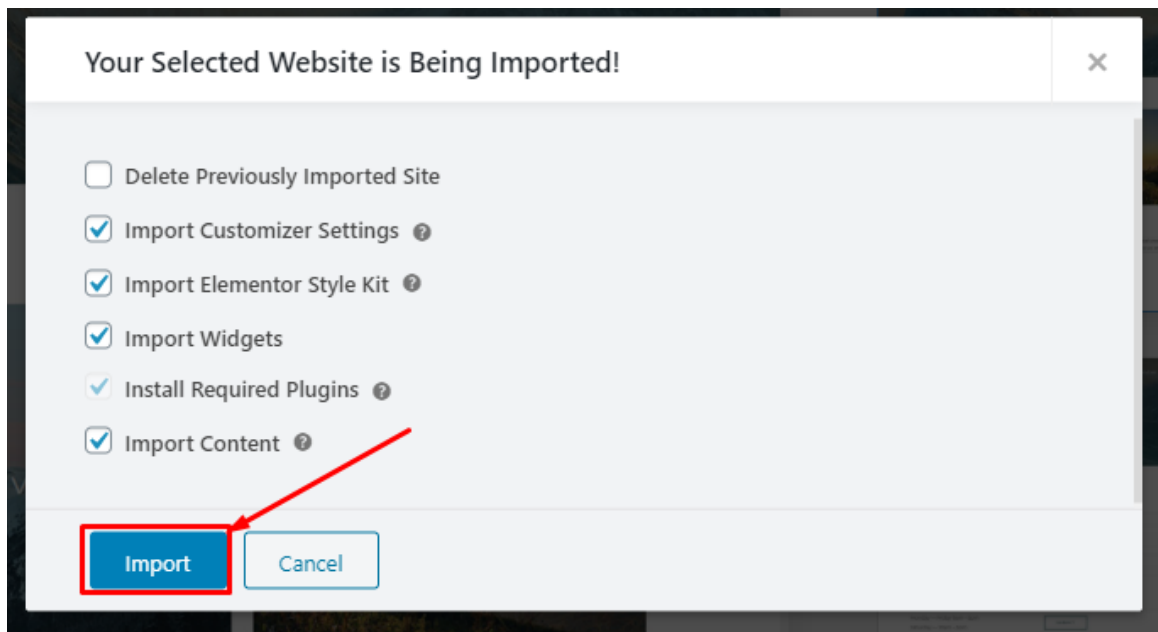 Your Selected Website is Being Imported!
Delete Previously Imported Site
Import Customizer Settings
Import Elementor Style Kit
Import Widgets
Install Required Plugins
Import Content
Import
Cancel